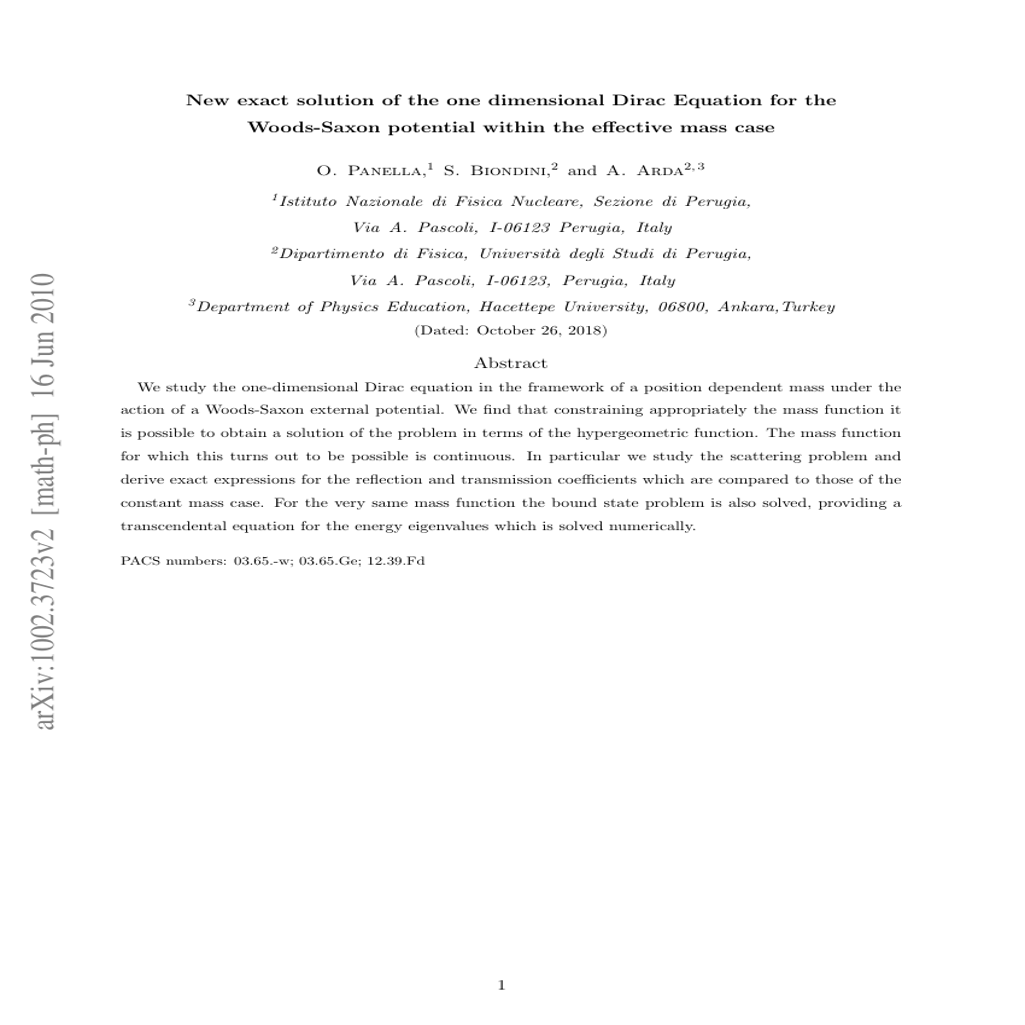 New exact solution of the one dimensional Dirac Equation for the
Woods-Saxon potential within the effective mass case
O. Panella,1 S. Biondini,2 and A. Arda2,3
1Istituto Nazionale di Fisica Nucleare, Sezione di Perugia,
Via A. Pascoli, I-06123 Perugia, Italy
2Dipartimento di Fisica, Università degli Studi di Perugia,
Via A. Pascoli, I-06123, Perugia, Italy
3Department of Physics Education, Hacettepe University, 06800, Ankara,Turkey
(Dated: October 26, 2018)
Abstract
We study the one-dimensional Dirac equation in the framework of a position dependent mass under the
action of a Woods-Saxon external potential. We find that constraining appropriately the mass function it
is possible to obtain a solution of the problem in terms of the hypergeometric function. The mass function
for which this turns out to be possible is continuous. In particular we study the scattering problem and
derive exact expressions for the reflection and transmission coefficients which are compared to those of the
constant mass case. For the very same mass function the bound state problem is also solved, providing a
transcendental equation for the energy eigenvalues which is solved numerically.
PACS numbers: 03.65.-w; 03.65.Ge; 12.39.Fd
arXiv:1002.3723v2 [math-ph] 16 Jun 2010
1